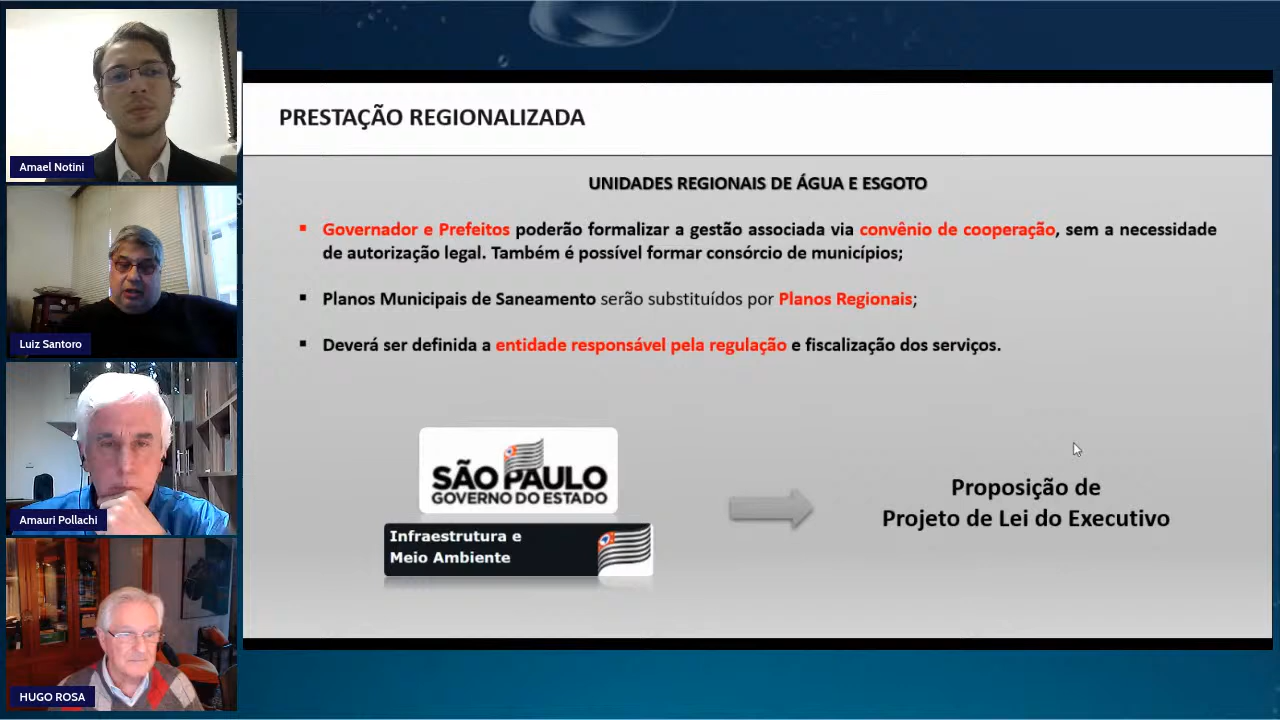 Amael Notini
Luiz Santoro
Amauri Pollachi
HUGO ROSA
PRESTAÇÃO REGIONALIZADA
UNIDADES REGIONAIS DE ÁGUA E ESGOTO
▪ Governador e Prefeitos poderão formalizar a gestão associada via convênio de cooperação, sem a necessidade
de autorização legal. Também é possível formar consórcio de municípios;
▪ Planos Municipais de Saneamento serão substituídos por Planos Regionais;
▪ Deverá ser definida a entidade responsável pela regulação e fiscalização dos serviços.
SÃO PAULO
GOVERNO DO ESTADO
Infraestrutura e
Meio Ambiente
Proposição de
Projeto de Lei do Executivo